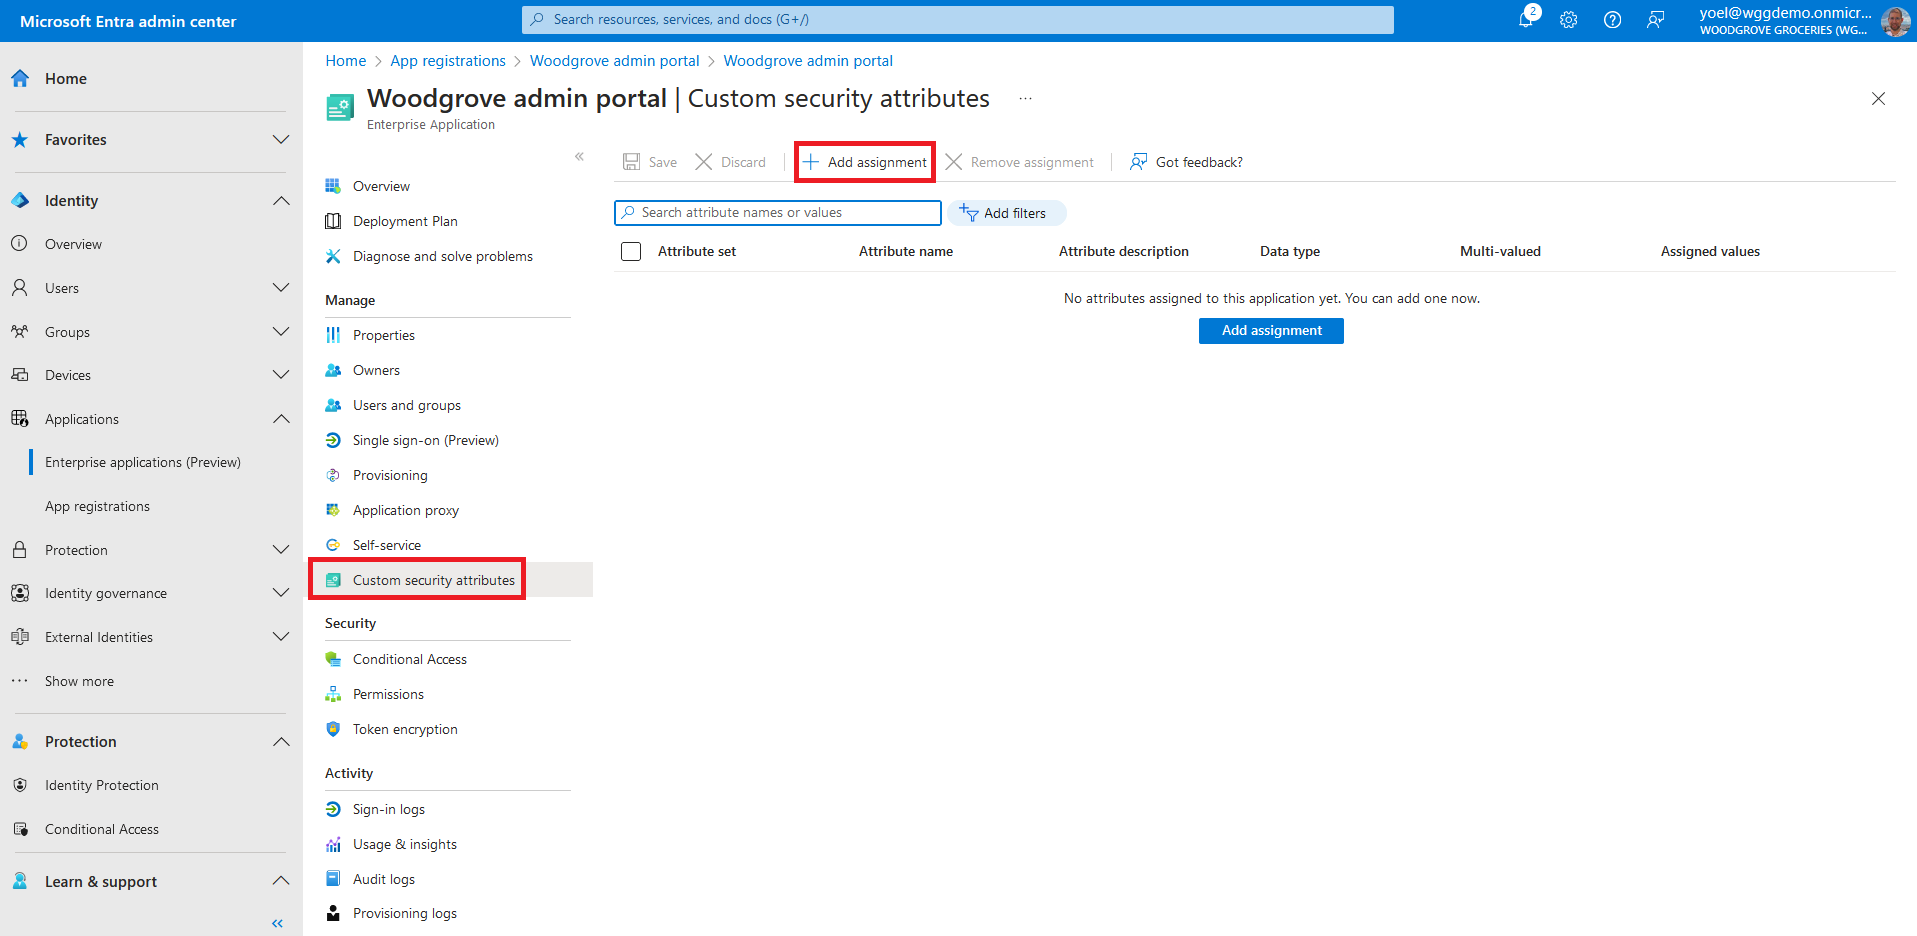 Microsoft Entra admin center
Search resources, services, and docs (G+/)
2
yoel@wggdemo.onmicr...
WOODGROVE GROCERIES (WG...
Home
Favorites
Identity
Overview
Users
Groups
Devices
Applications
Enterprise applications (Preview)
App registrations
Protection
Identity governance
External Identities
Show more
Protection
Identity Protection
Conditional Access
Learn & support
Home > App registrations > Woodgrove admin portal > Woodgrove admin portal
Woodgrove admin portal | Custom security attributes ...
Enterprise Application
Overview
Deployment Plan
Diagnose and solve problems
Manage
Properties
Owners
Users and groups
Single sign-on (Preview)
Provisioning
Application proxy
Self-service
Custom security attributes
Security
Conditional Access
Permissions
Token encryption
Activity
Sign-in logs
Usage & insights
Audit logs
Provisioning logs
Save Discard Add assignment Remove assignment Got feedback?
Search attribute names or values Add filters
Attribute set Attribute name Attribute description Data type Multi-valued Assigned values
No attributes assigned to this application yet. You can add one now.
Add assignment